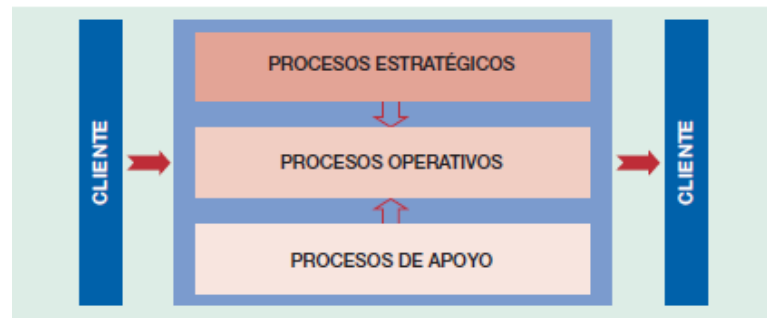 CLIENTE
PROCESOS ESTRATÉGICOS
PROCESOS OPERATIVOS
PROCESOS DE APOYO
CLIENTE